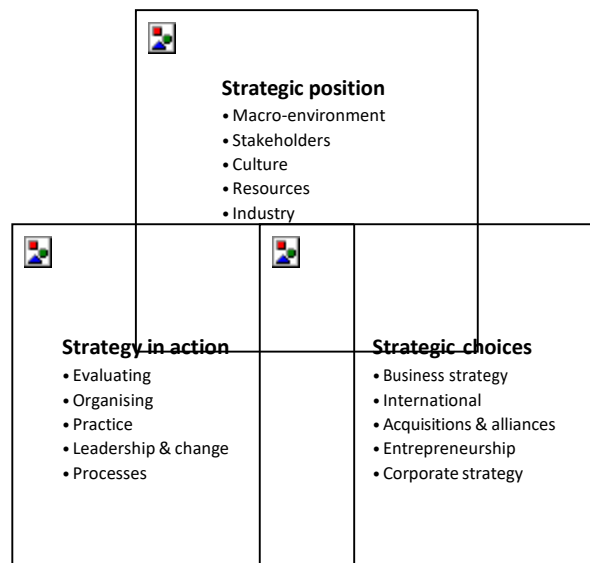 Strategic position
• Macro-environment
• Stakeholders
• Culture
• Resources
• Industry
Strategy in action
• Evaluating
• Organising
• Practice
• Leadership & change
• Processes
Strategic choices
• Business strategy
• International
• Acquisitions & alliances
• Entrepreneurship
• Corporate strategy